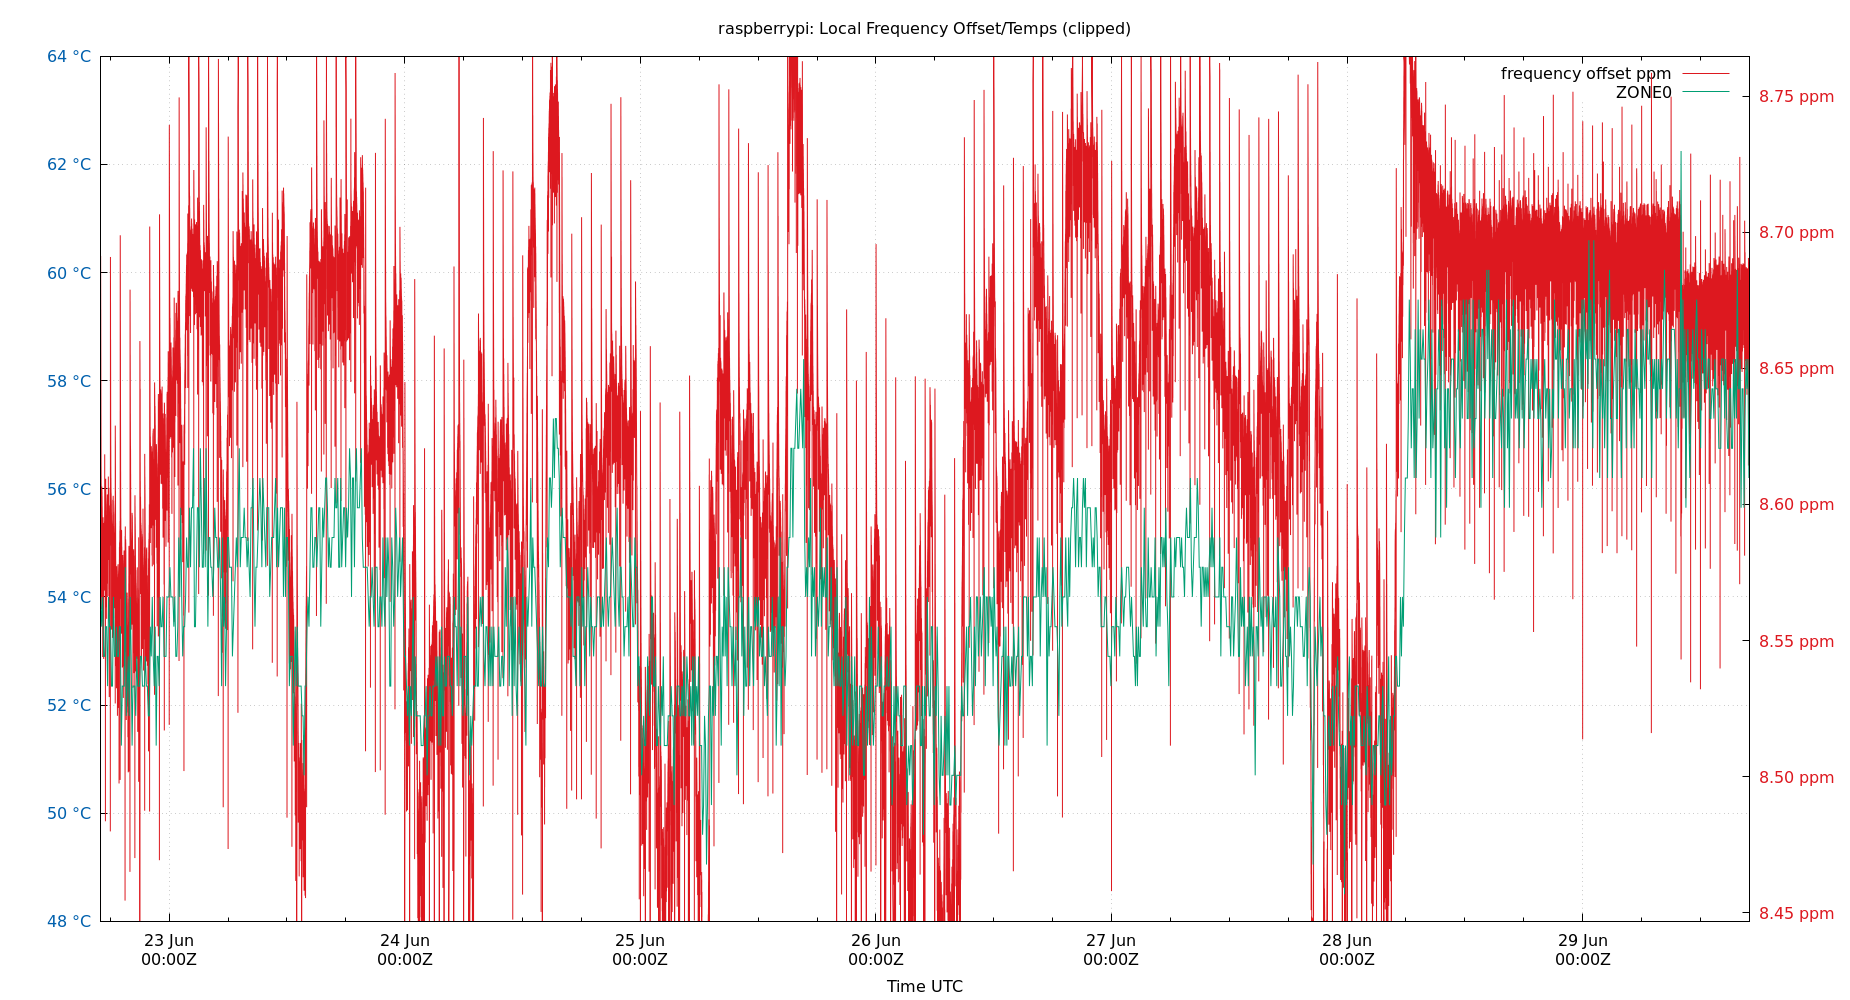 raspberrypi: Local Frequency Offset/Temps (clipped)
frequency offset ppm
ZONE0
64 °C
62 °C
60 °C
58 °C
56 °C
54 °C
52 °C
50 °C
48 °C
8.75 ppm
8.70 ppm
8.65 ppm
8.60 ppm
8.55 ppm
8.50 ppm
8.45 ppm
23 Jun 24 Jun 25 Jun 26 Jun 27 Jun 28 Jun 29 Jun
00:00Z 00:00Z 00:00Z 00:00Z 00:00Z 00:00Z 00:00Z
Time UTC